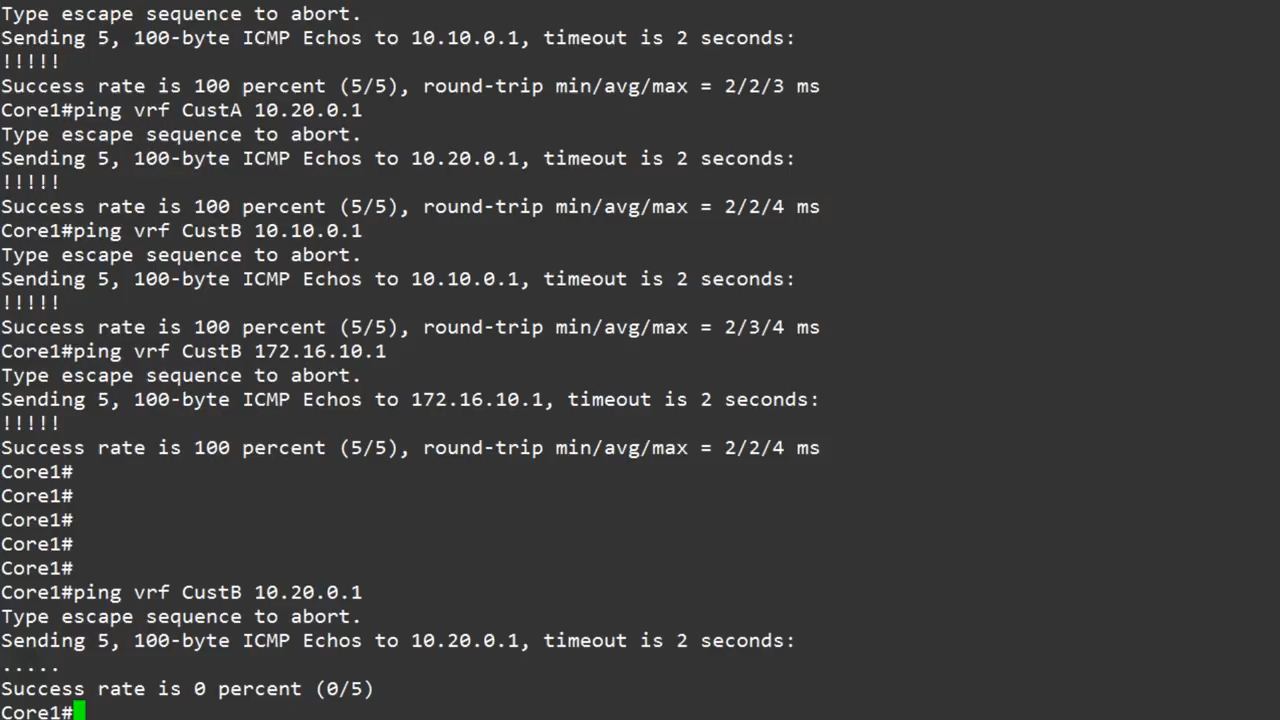 Type escape sequence to abort.
Sending 5, 100-byte ICMP Echos to 10.10.0.1, timeout is 2 seconds:
!!!!!
Success rate is 100 percent (5/5), round-trip min/avg/max = 2/2/3 ms
Core1#ping vrf CustA 10.20.0.1
Type escape sequence to abort.
Sending 5, 100-byte ICMP Echos to 10.20.0.1, timeout is 2 seconds:
!!!!!
Success rate is 100 percent (5/5), round-trip min/avg/max = 2/2/4 ms
Core1#ping vrf CustB 10.10.0.1
Type escape sequence to abort.
Sending 5, 100-byte ICMP Echos to 10.10.0.1, timeout is 2 seconds:
!!!!!
Success rate is 100 percent (5/5), round-trip min/avg/max = 2/3/4 ms
Core1#ping vrf CustB 172.16.10.1
Type escape sequence to abort.
Sending 5, 100-byte ICMP Echos to 172.16.10.1, timeout is 2 seconds:
!!!!!
Success rate is 100 percent (5/5), round-trip min/avg/max = 2/2/4 ms
Core1#
Core1#
Core1#
Core1#
Core1#
Core1#ping vrf CustB 10.20.0.1
Type escape sequence to abort.
Sending 5, 100-byte ICMP Echos to 10.20.0.1, timeout is 2 seconds:
.....
Success rate is 0 percent (0/5)
Core1#